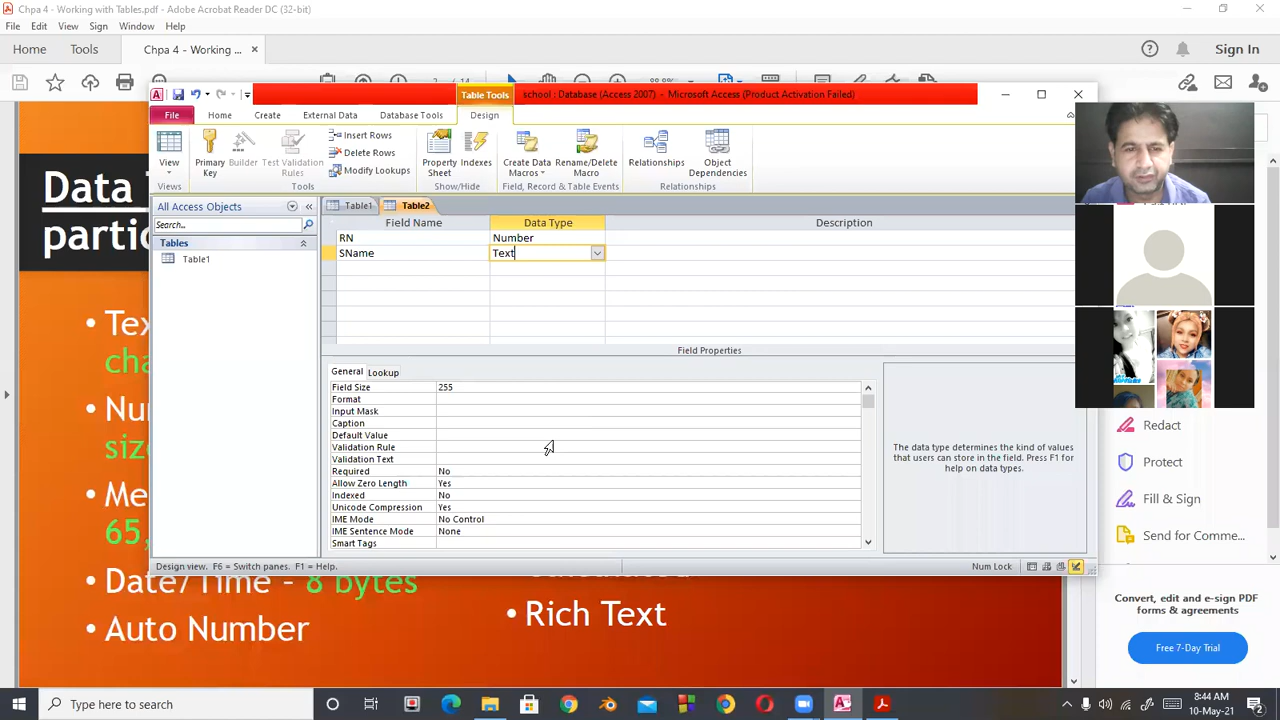 Chpa 4 - Working with Tables.pdf - Adobe Acrobat Reader DC (32-bit)
File Edit View Sign Window Help
Home Tools Chpa 4 - Working ... × Sign In
school : Database (Access 2007) - Microsoft Access (Product Activation Failed)
Table Tools
File Home Create External Data Database Tools Design
View
Primary Key
Builder
Test Validation Rules
Insert Rows
Delete Rows
Modify Lookups
Property Sheet
Indexes
Create Data Macros
Rename/Delete Macro
Relationships
Object Dependencies
Views Tools Show/Hide Field, Record & Table Events Relationships
All Access Objects
Search...
Tables
Table1
Table1 Table2
Field Name Data Type Description
RN Number
SName Text
Field Properties
General Lookup
Field Size 255
Format
Input Mask
Caption
Default Value
Validation Rule
Validation Text
Required No
Allow Zero Length Yes
Indexed No
Unicode Compression Yes
IME Mode No Control
IME Sentence Mode None
Smart Tags
The data type determines the kind of values
that users can store in the field. Press F1 for
help on data types.
Design view. F6 = Switch panes. F1 = Help. Num Lock
Data
partic
• Tex
cha
• Nu
siz
• Me
65,
• Date/Time - 8 bytes
• Auto Number
• Rich Text
Redact
Protect
Fill & Sign
Send for Comme...
Convert, edit and e-sign PDF
forms & agreements
Free 7-Day Trial
Type here to search
8:44 AM
10-May-21
2